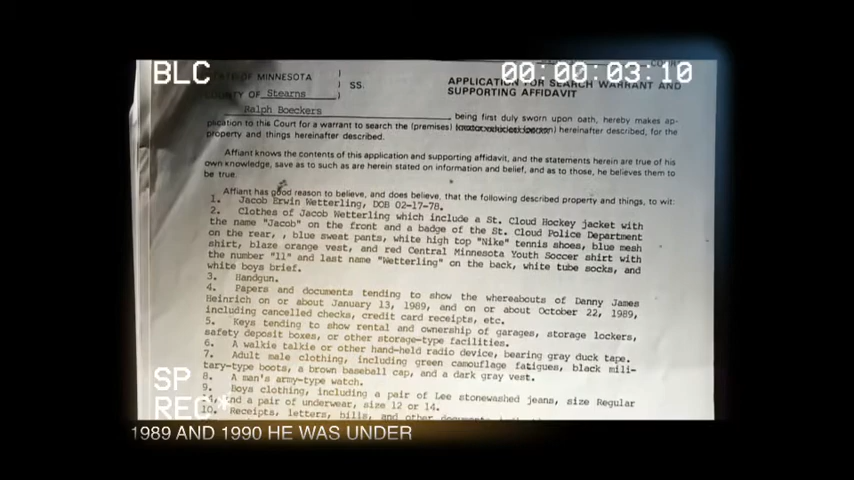 BLC
00:00:03:10
STATE OF MINNESOTA
COUNTY OF Stearns
SS.
APPLICATION FOR SEARCH WARRANT AND
SUPPORTING AFFIDAVIT
Ralph Boeckers
being first duly sworn upon oath, hereby makes ap-
plication to this Court for a warrant to search the (premises) hereinafter described, for the
property and things hereinafter described.
Affiant knows the contents of this application and supporting affidavit, and the statements herein are true of his
own knowledge, save as to such as are herein stated on information and belief, and as to those, he believes them to
be true.
Affiant has good reason to believe, and does believe, that the following described property and things, to wit:
1. Jacob Erwin Wetterling, DOB 02-17-78.
2. Clothes of Jacob Wetterling which include a St. Cloud Hockey jacket with
the name "Jacob" on the front and a badge of the St. Cloud Police Department
on the rear, , blue sweat pants, white high top "Nike" tennis shoes, blue mesh
shirt, blaze orange vest, and red Central Minnesota Youth Soccer shirt with
the number "11" and last name "Wetterling" on the back, white tube socks, and
white boys brief.
3. Handgun.
4. Papers and documents tending to show the whereabouts of Danny James
Heinrich on or about January 13, 1989, and on or about October 22, 1989,
including cancelled checks, credit card receipts, etc.
5. Keys tending to show rental and ownership of garages, storage lockers,
safety deposit boxes, or other storage-type facilities.
6. A walkie talkie or other hand-held radio device, bearing gray duck tape.
7. Adult male clothing, including green camouflage fatigues, black mili-
tary-type boots, a brown baseball cap, and a dark gray vest.
8. A man's army-type watch.
9. Boys clothing, including a pair of Lee stonewashed jeans, size Regular
14, and a pair of underwear, size 12 or 14.
10. Receipts, letters, bills, and other documents
SP
REC
1989 AND 1990 HE WAS UNDER